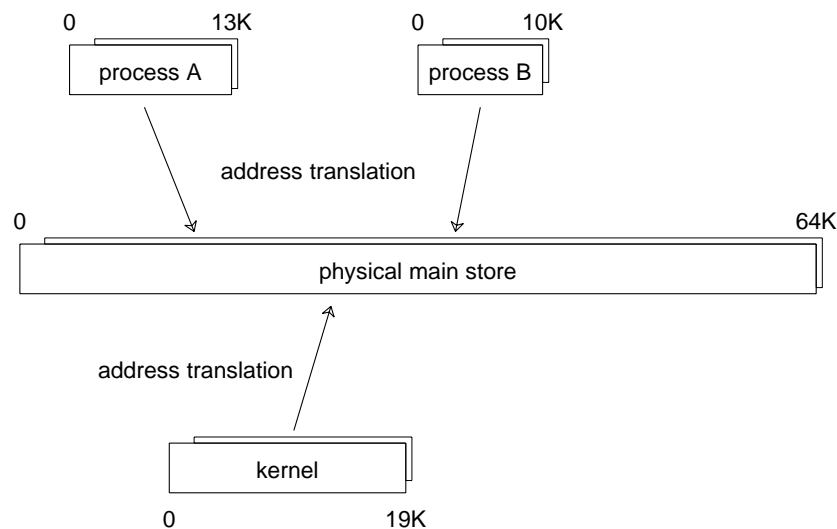 0 13K 0 10K
process A process B
address translation
0 64K
physical main store
address translation
kernel
0 19K